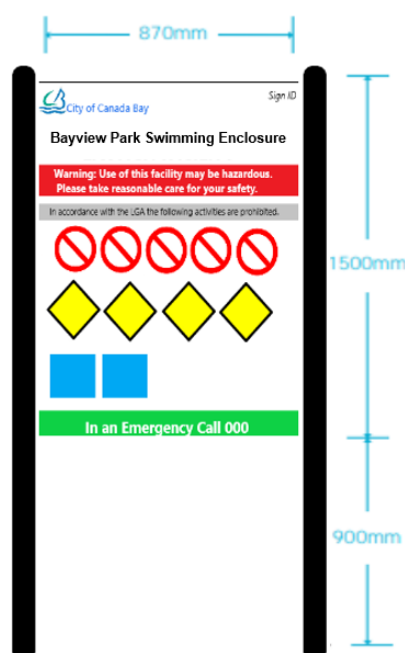 870mm
Sign ID
City of Canada Bay
Bayview Park Swimming Enclosure
Warning: Use of this facility may be hazardous.
Please take reasonable care for your safety.
In accordance with the LGA the following activities are prohibited.
1500mm
In an Emergency Call 000
900mm